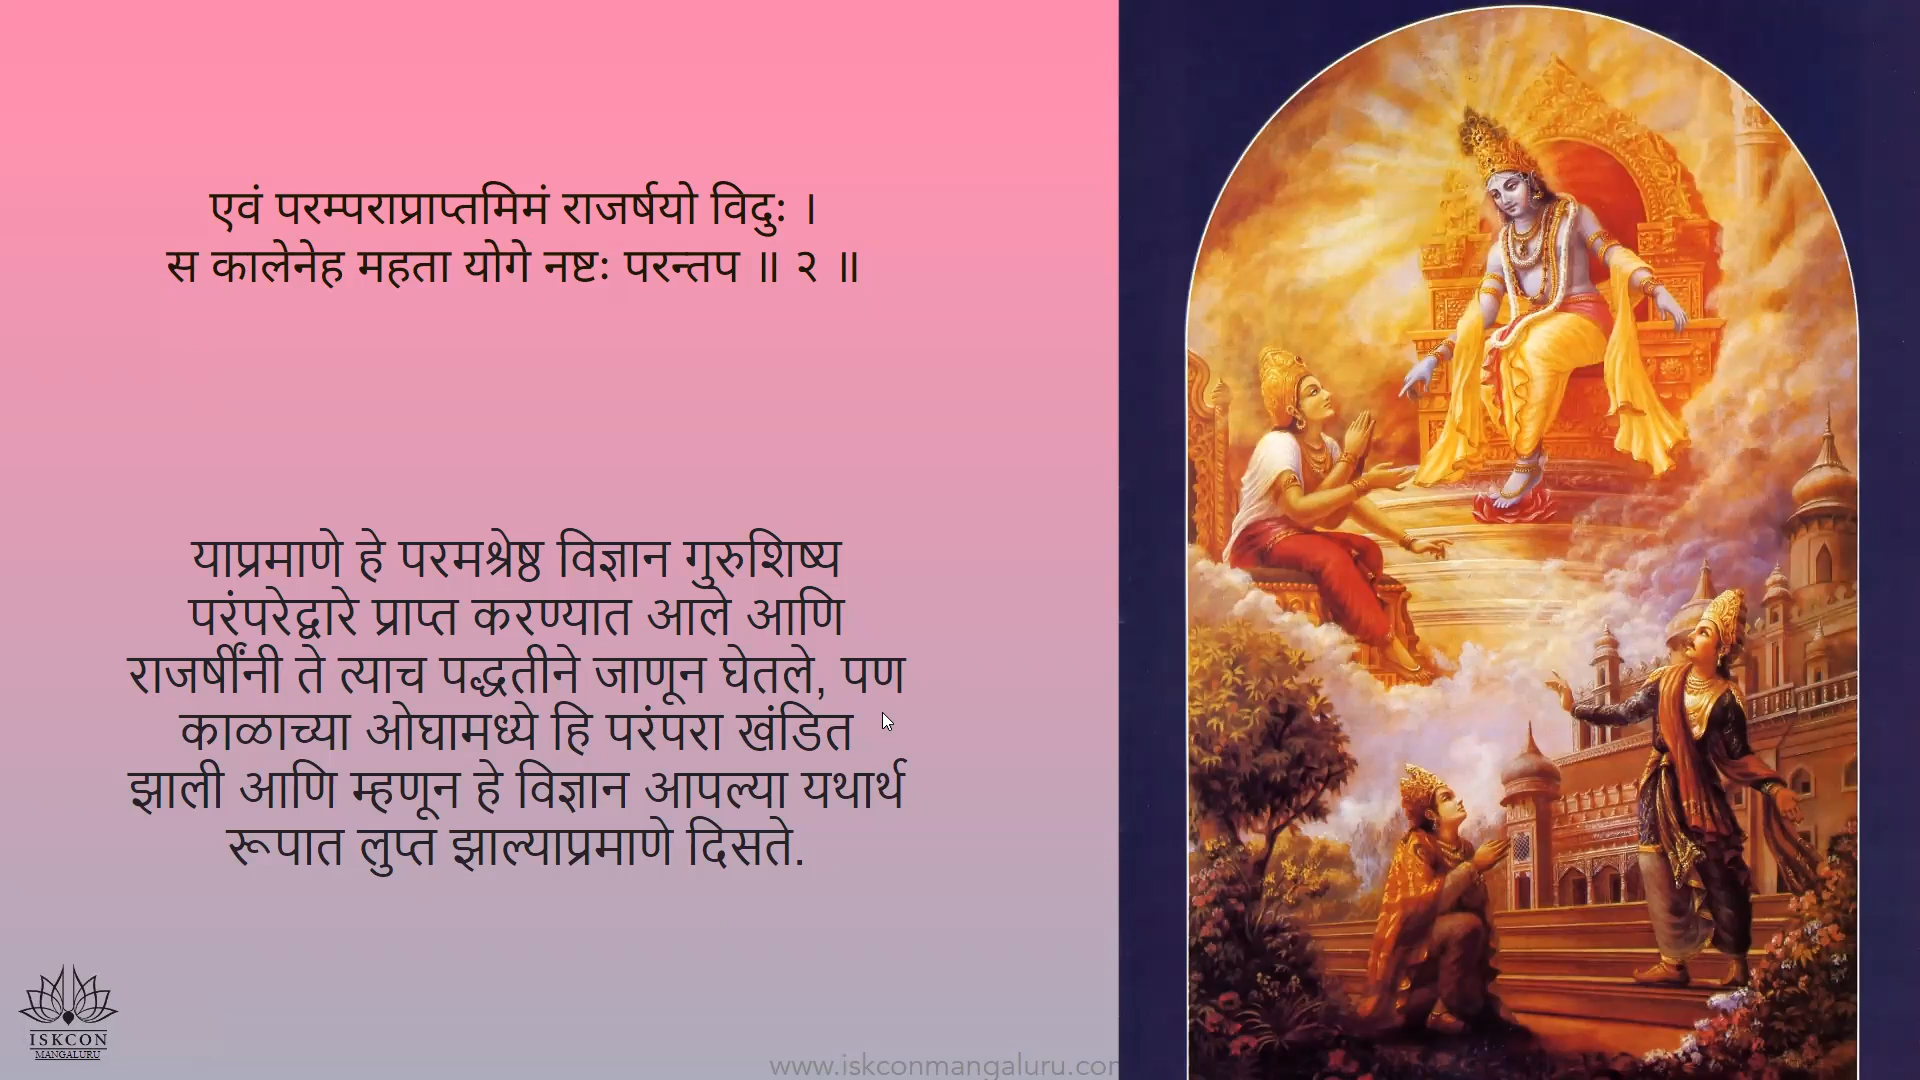 एवं परम्पराप्राप्तमिमं राजर्षयो विदुः ।
स कालेनेह महता योगे नष्टः परन्तप ॥ २ ॥
याप्रमाणे हे परमश्रेष्ठ विज्ञान गुरुशिष्य
परंपरेद्वारे प्राप्त करण्यात आले आणि
राजर्षींनी ते त्याच पद्धतीने जाणून घेतले, पण
काळाच्या ओघामध्ये हि परंपरा खंडित
झाली आणि म्हणून हे विज्ञान आपल्या यथार्थ
रूपात लुप्त झाल्याप्रमाणे दिसते.
ISKCON
MANGALURU
www.iskconmangaluru.com